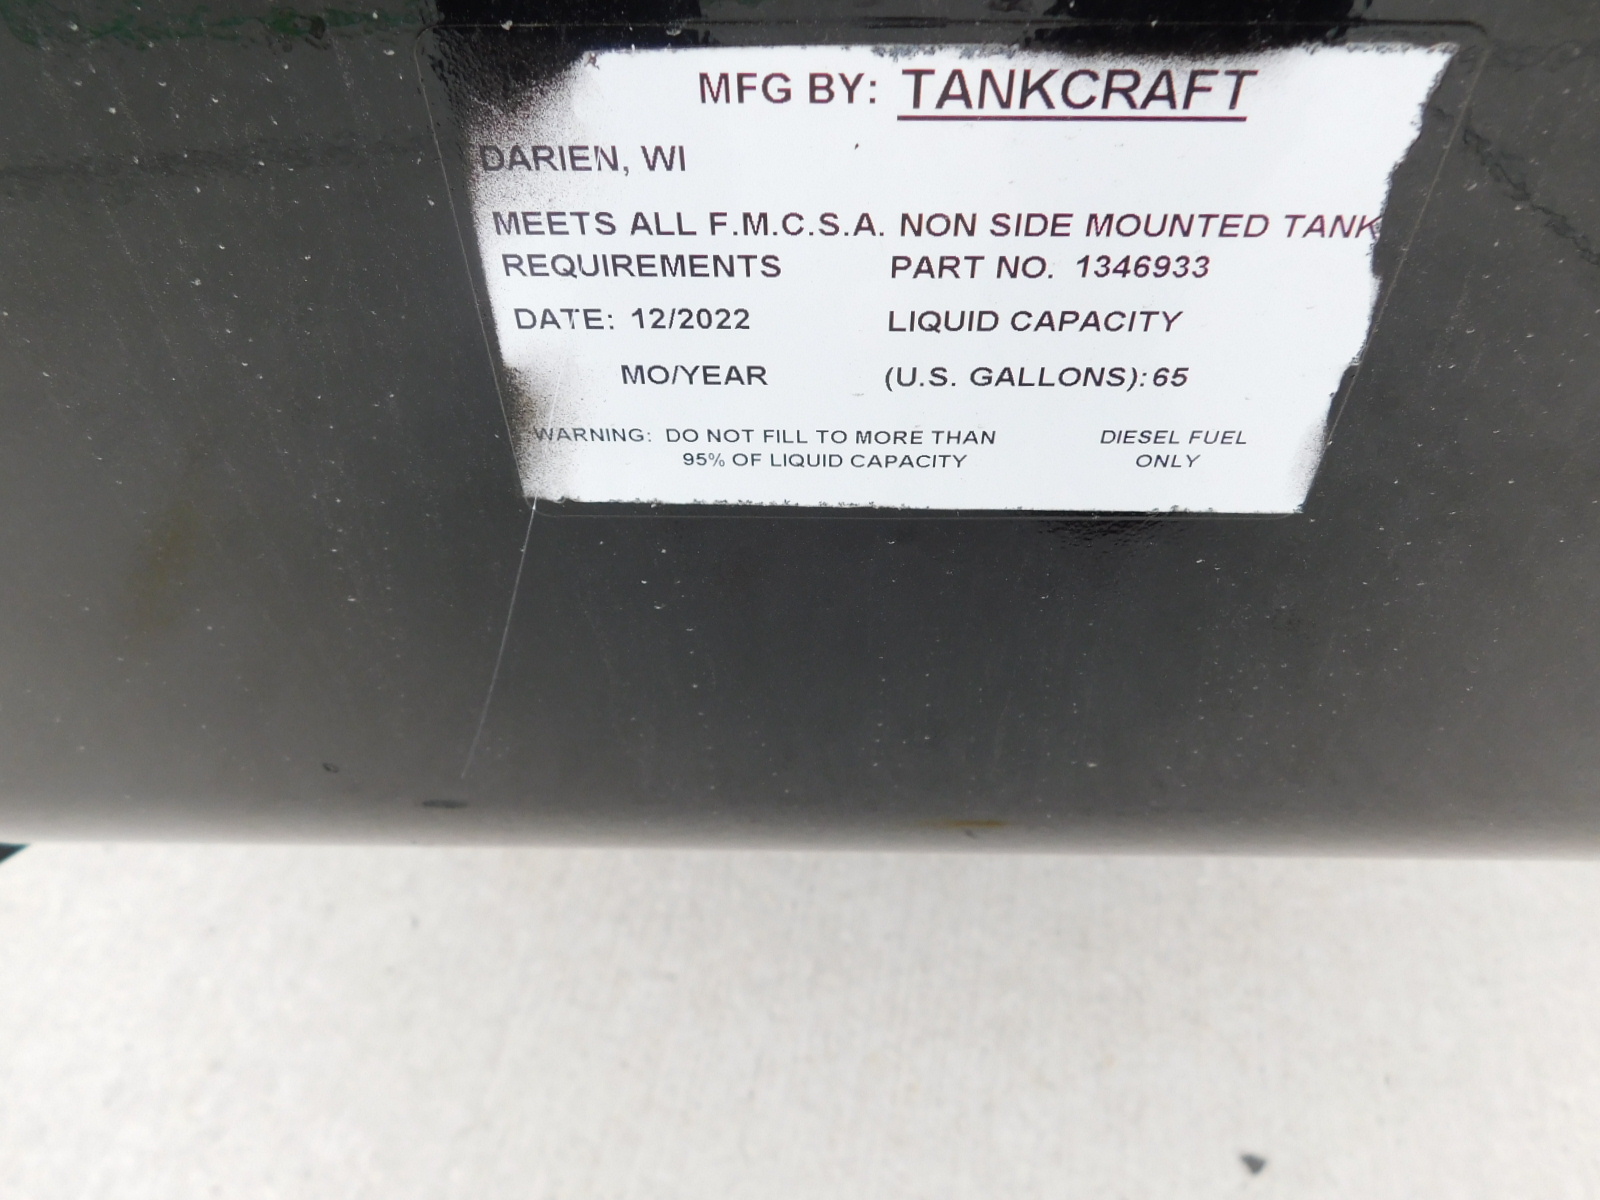 MFG BY: TANKCRAFT
DARIEN, WI
MEETS ALL F.M.C.S.A. NON SIDE MOUNTED TANK
REQUIREMENTS PART NO. 1346933
DATE: 12/2022 LIQUID CAPACITY
MO/YEAR (U.S. GALLONS): 65
WARNING: DO NOT FILL TO MORE THAN DIESEL FUEL
95% OF LIQUID CAPACITY ONLY